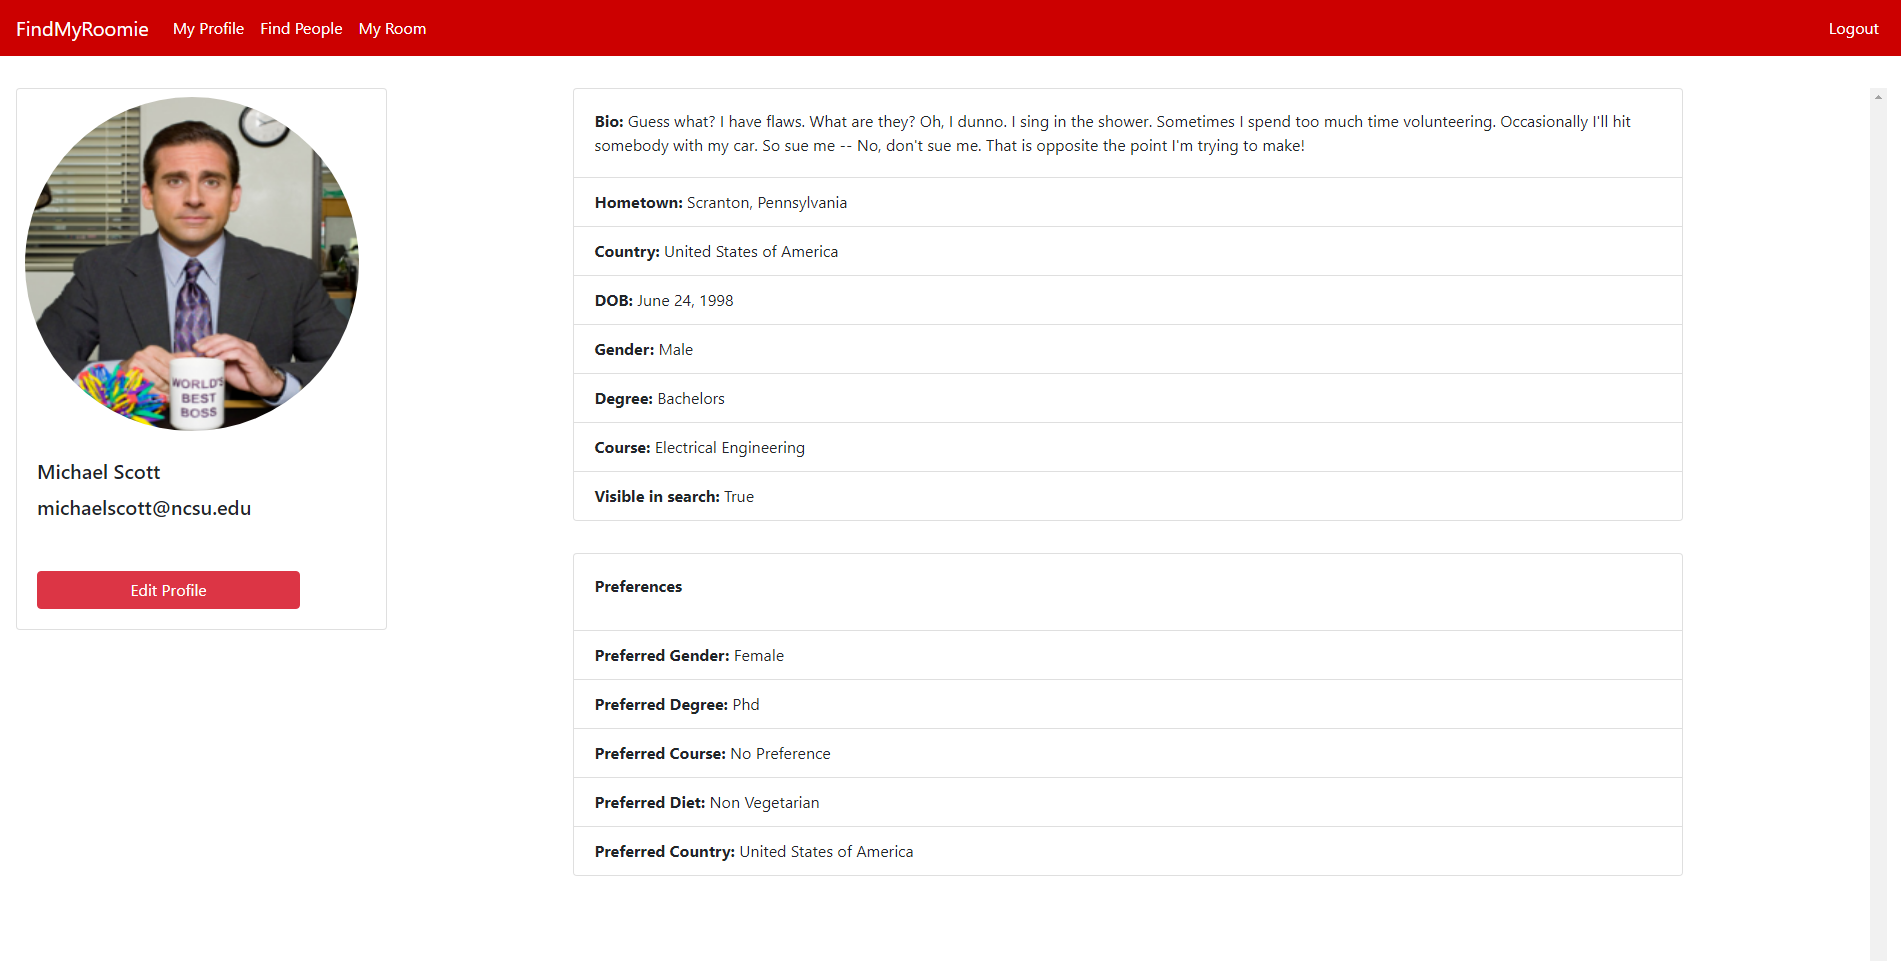 FindMyRoomie My Profile Find People My Room Logout
WORLD'S
BEST
BOSS
Michael Scott
michaelscott@ncsu.edu
Edit Profile
Bio: Guess what? I have flaws. What are they? Oh, I dunno. I sing in the shower. Sometimes I spend too much time volunteering. Occasionally I'll hit
somebody with my car. So sue me -- No, don't sue me. That is opposite the point I'm trying to make!
Hometown: Scranton, Pennsylvania
Country: United States of America
DOB: June 24, 1998
Gender: Male
Degree: Bachelors
Course: Electrical Engineering
Visible in search: True
Preferences
Preferred Gender: Female
Preferred Degree: Phd
Preferred Course: No Preference
Preferred Diet: Non Vegetarian
Preferred Country: United States of America